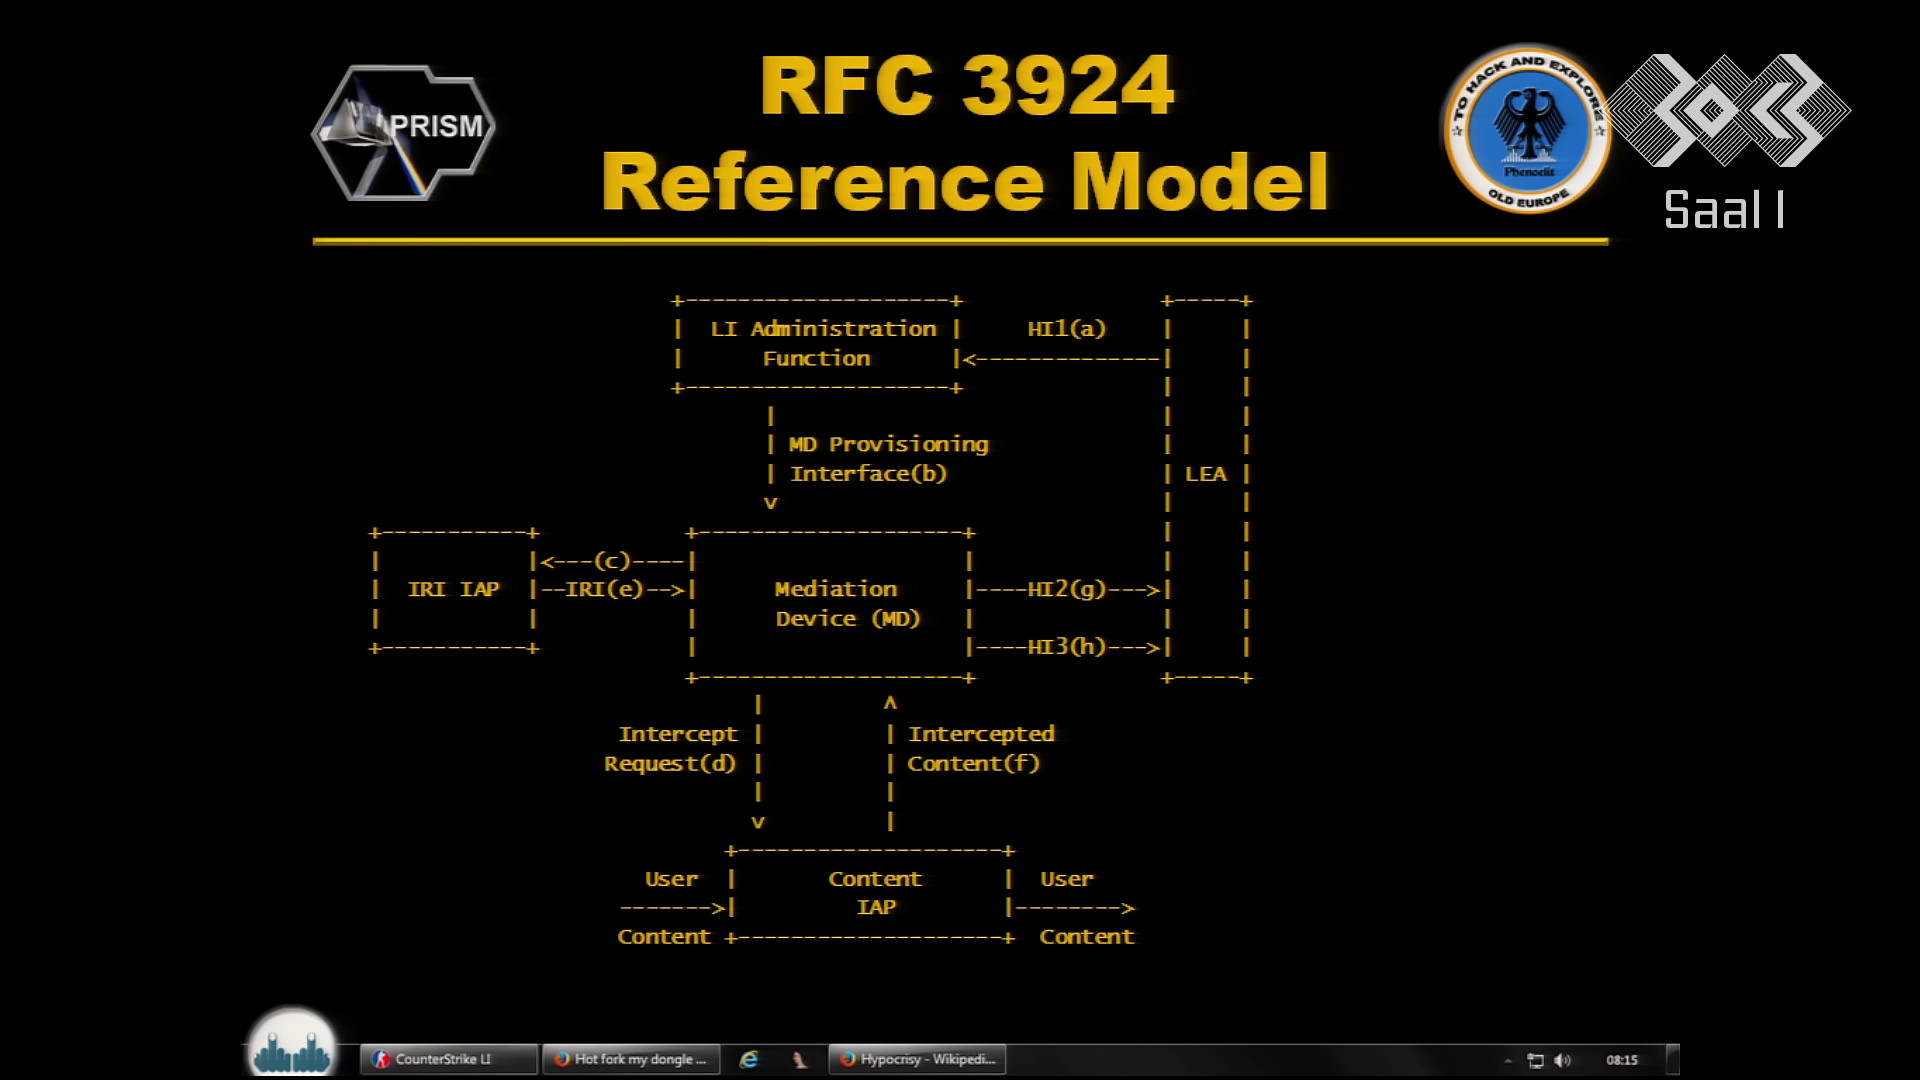 RFC 3924
Reference Model
PRISM
TO HACK AND EXPLORE
Phenoelit
OLD EUROPE
Saal 1
+--------------------+ +-----+
| LI Administration | HI1(a) | |
| Function |<--------------| |
+--------------------+ | |
| | |
| MD Provisioning | |
| Interface(b) | LEA |
v | |
+-----------+ +--------------------+ | |
| |<---(c)----| | | |
| IRI IAP |--IRI(e)-->| Mediation |----HI2(g)--->| |
| | | Device (MD) | | |
+-----------+ | |----HI3(h)--->| |
+--------------------+ +-----+
| ^
Intercept | | Intercepted
Request(d) | | Content(f)
| |
v |
+--------------------+
User | Content | User
------->| IAP |-------->
Content +--------------------+ Content
CounterStrike LI
Hot fork my dongle ...
Hypocrisy - Wikipedi...
08:15